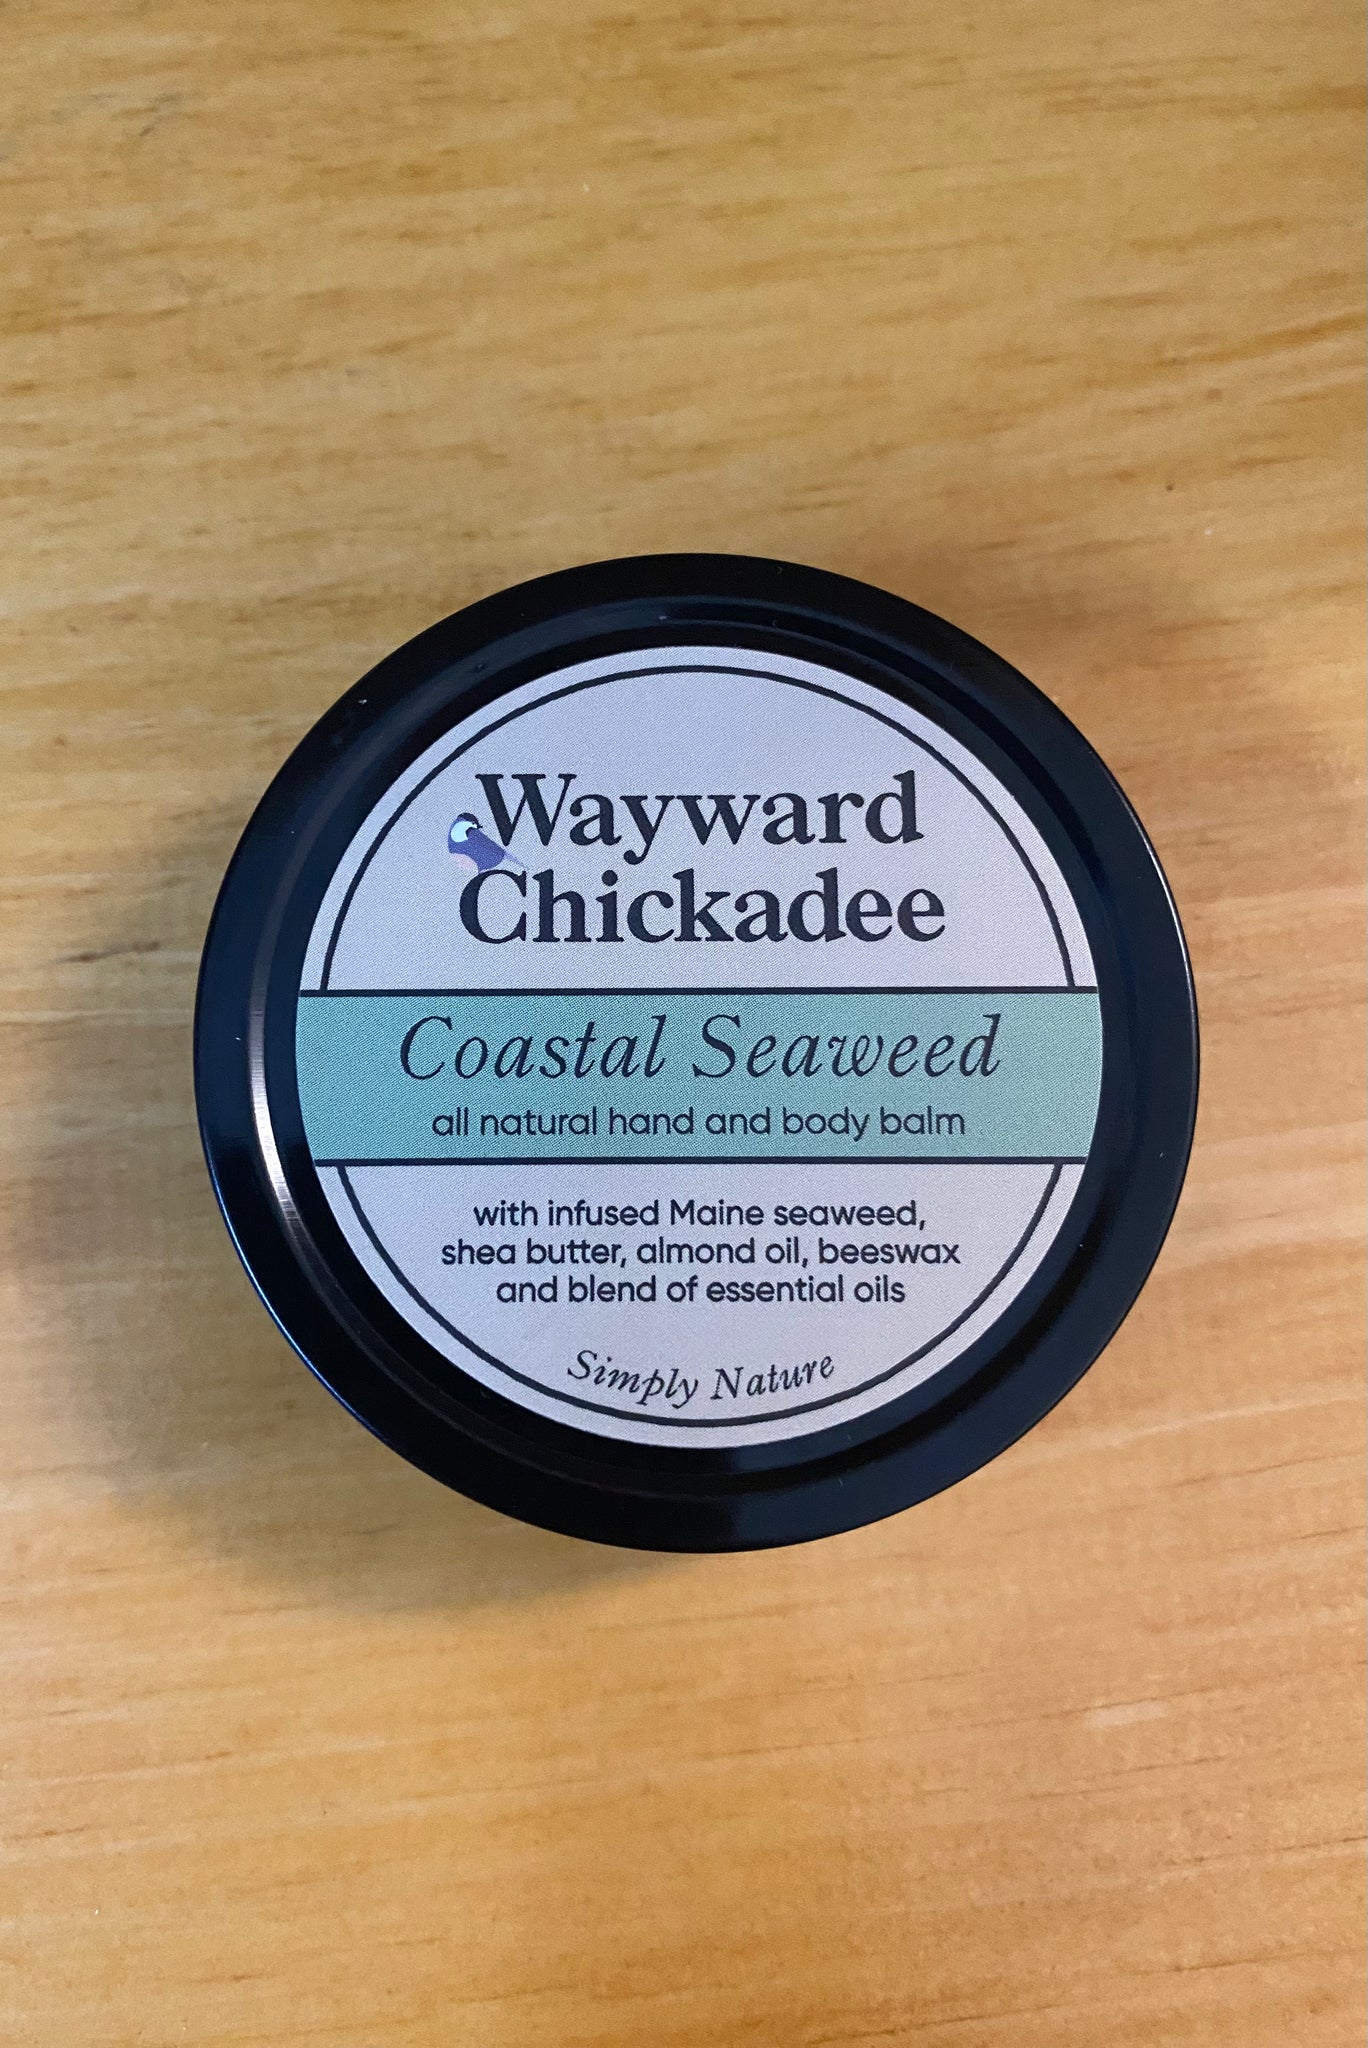 Wayward
Chickadee
Coastal Seaweed
all natural hand and body balm
with infused Maine seaweed,
shea butter, almond oil, beeswax
and blend of essential oils
Simply Nature